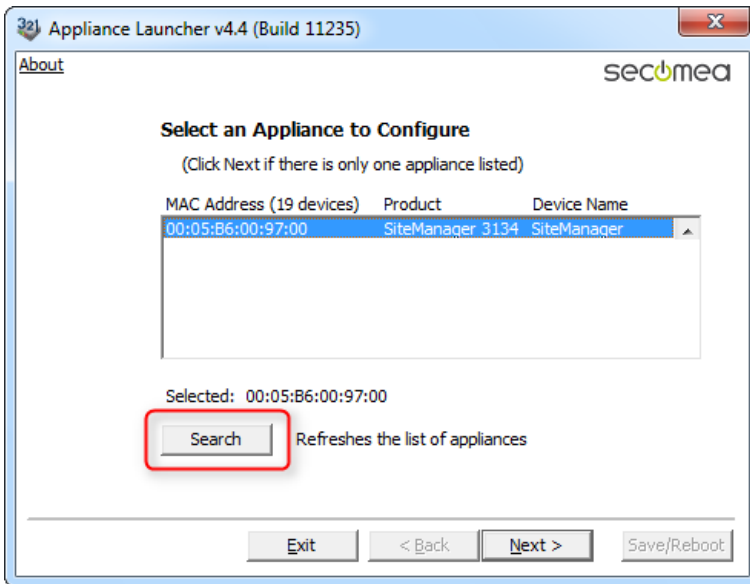 Appliance Launcher v4.4 (Build 11235)
About
secomea
Select an Appliance to Configure
(Click Next if there is only one appliance listed)
MAC Address (19 devices) Product Device Name
00:05:B6:00:97:00 SiteManager 3134 SiteManager
Selected: 00:05:B6:00:97:00
Search Refreshes the list of appliances
Exit < Back Next > Save/Reboot